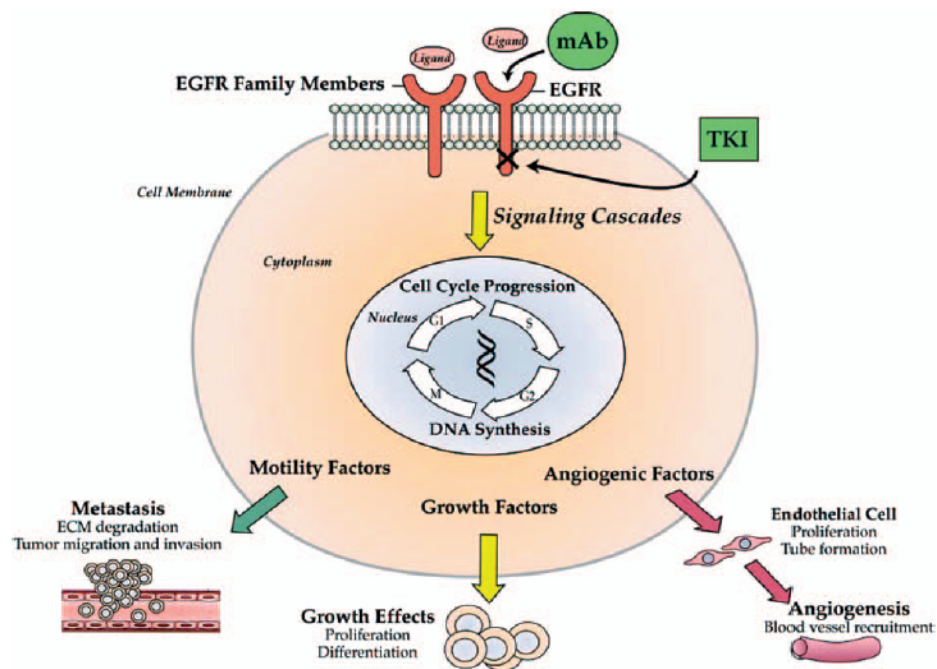 Ligand
Ligand
mAb
EGFR Family Members
EGFR
TKI
Cell Membrane
Signaling Cascades
Cytoplasm
Cell Cycle Progression
Nucleus
G1
S
M
G2
DNA Synthesis
Motility Factors
Angiogenic Factors
Growth Factors
Metastasis
ECM degradation
Tumor migration and invasion
Endothelial Cell
Proliferation
Tube formation
Growth Effects
Proliferation
Differentiation
Angiogenesis
Blood vessel recruitment